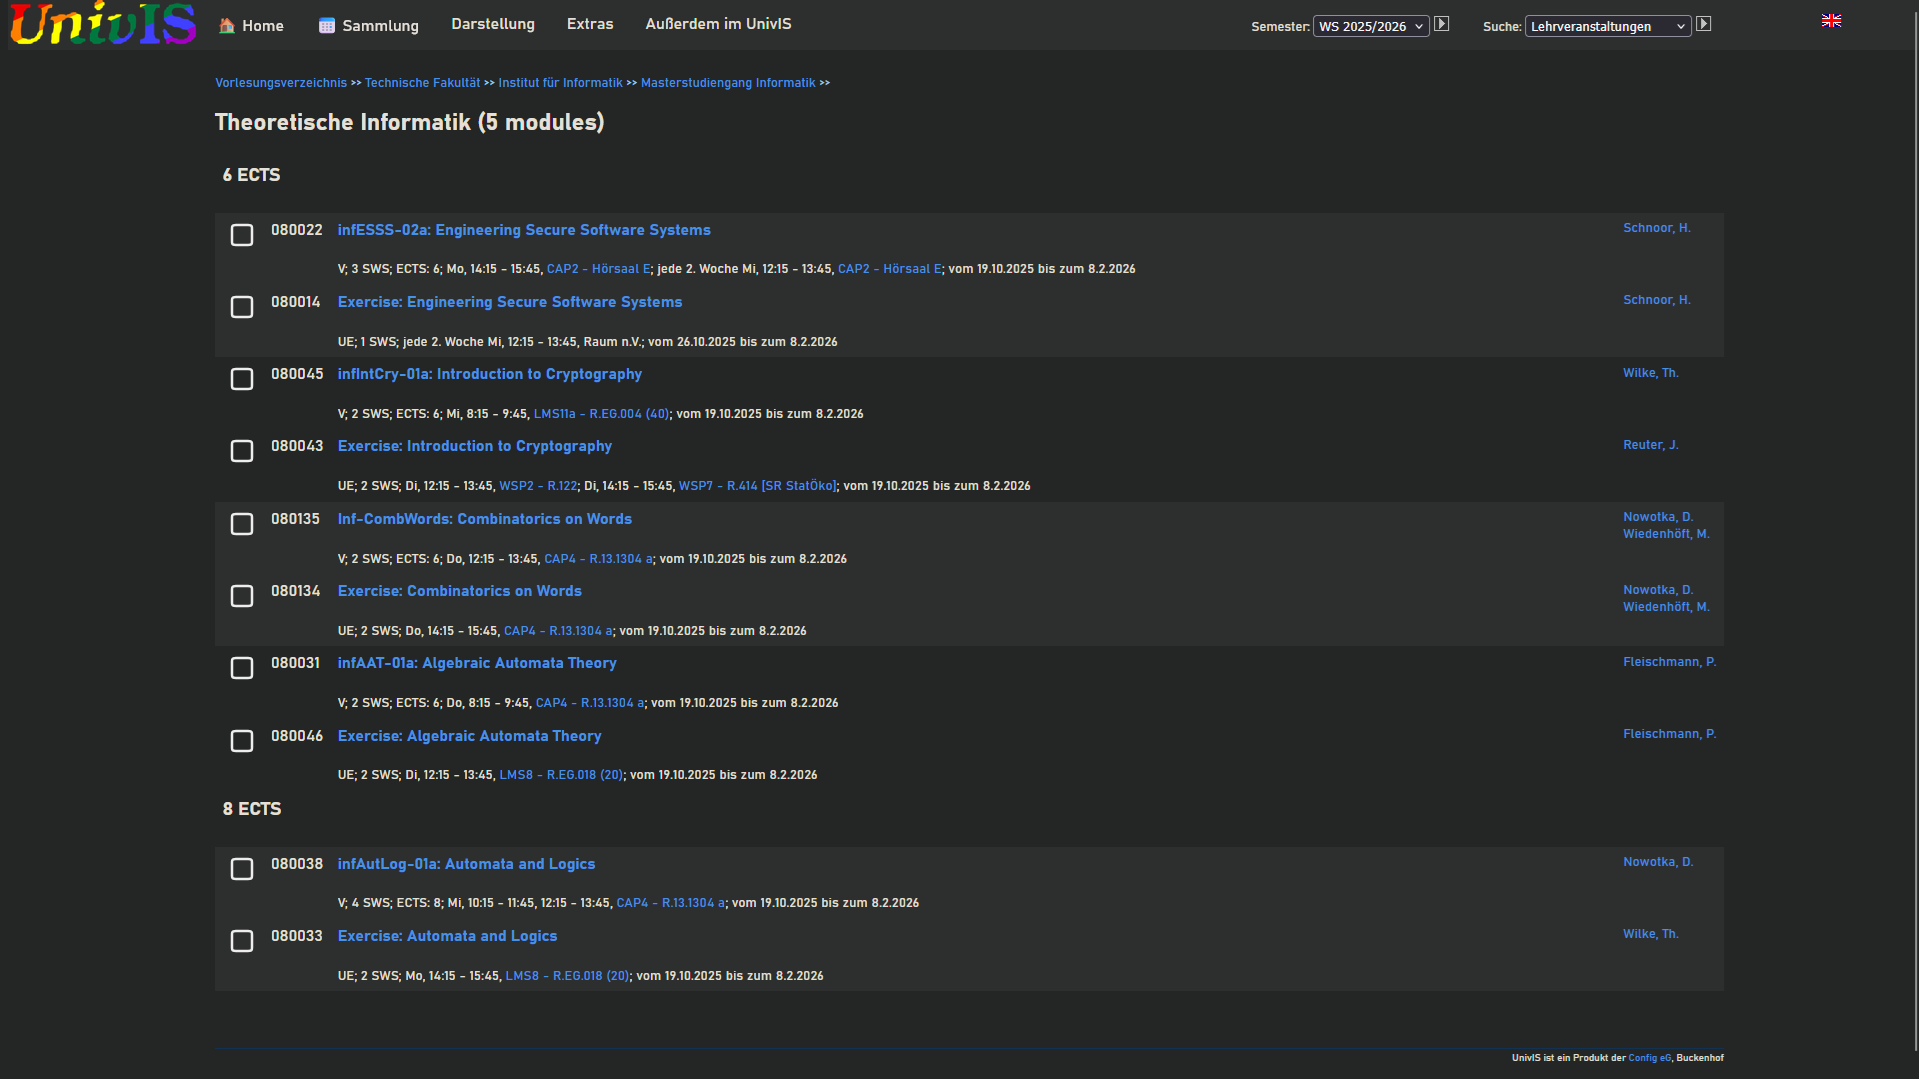 UnivIS Home Sammlung Darstellung Extras Außerdem im UnivIS Semester: WS 2025/2026 Suche: Lehrveranstaltungen
Vorlesungsverzeichnis >> Technische Fakultät >> Institut für Informatik >> Masterstudiengang Informatik >>
Theoretische Informatik (5 modules)
6 ECTS
080022 infESSS-02a: Engineering Secure Software Systems Schnoor, H.
V; 3 SWS; ECTS: 6; Mo, 14:15 - 15:45, CAP2 - Hörsaal E; jede 2. Woche Mi, 12:15 - 13:45, CAP2 - Hörsaal E; vom 19.10.2025 bis zum 8.2.2026
080014 Exercise: Engineering Secure Software Systems Schnoor, H.
UE; 1 SWS; jede 2. Woche Mi, 12:15 - 13:45, Raum n.V.; vom 26.10.2025 bis zum 8.2.2026
080045 infIntCry-01a: Introduction to Cryptography Wilke, Th.
V; 2 SWS; ECTS: 6; Mi, 8:15 - 9:45, LMS11a - R.EG.004 (40); vom 19.10.2025 bis zum 8.2.2026
080043 Exercise: Introduction to Cryptography Reuter, J.
UE; 2 SWS; Di, 12:15 - 13:45, WSP2 - R.122; Di, 14:15 - 15:45, WSP7 - R.414 [SR StatÖko]; vom 19.10.2025 bis zum 8.2.2026
080135 Inf-CombWords: Combinatorics on Words Nowotka, D.
Wiedenhöft, M.
V; 2 SWS; ECTS: 6; Do, 12:15 - 13:45, CAP4 - R.13.1304 a; vom 19.10.2025 bis zum 8.2.2026
080134 Exercise: Combinatorics on Words Nowotka, D.
Wiedenhöft, M.
UE; 2 SWS; Do, 14:15 - 15:45, CAP4 - R.13.1304 a; vom 19.10.2025 bis zum 8.2.2026
080031 infAAT-01a: Algebraic Automata Theory Fleischmann, P.
V; 2 SWS; ECTS: 6; Do, 8:15 - 9:45, CAP4 - R.13.1304 a; vom 19.10.2025 bis zum 8.2.2026
080046 Exercise: Algebraic Automata Theory Fleischmann, P.
UE; 2 SWS; Di, 12:15 - 13:45, LMS8 - R.EG.018 (20); vom 19.10.2025 bis zum 8.2.2026
8 ECTS
080038 infAutLog-01a: Automata and Logics Nowotka, D.
V; 4 SWS; ECTS: 8; Mi, 10:15 - 11:45, 12:15 - 13:45, CAP4 - R.13.1304 a; vom 19.10.2025 bis zum 8.2.2026
080033 Exercise: Automata and Logics Wilke, Th.
UE; 2 SWS; Mo, 14:15 - 15:45, LMS8 - R.EG.018 (20); vom 19.10.2025 bis zum 8.2.2026
UnivIS ist ein Produkt der Config eG, Buckenhof